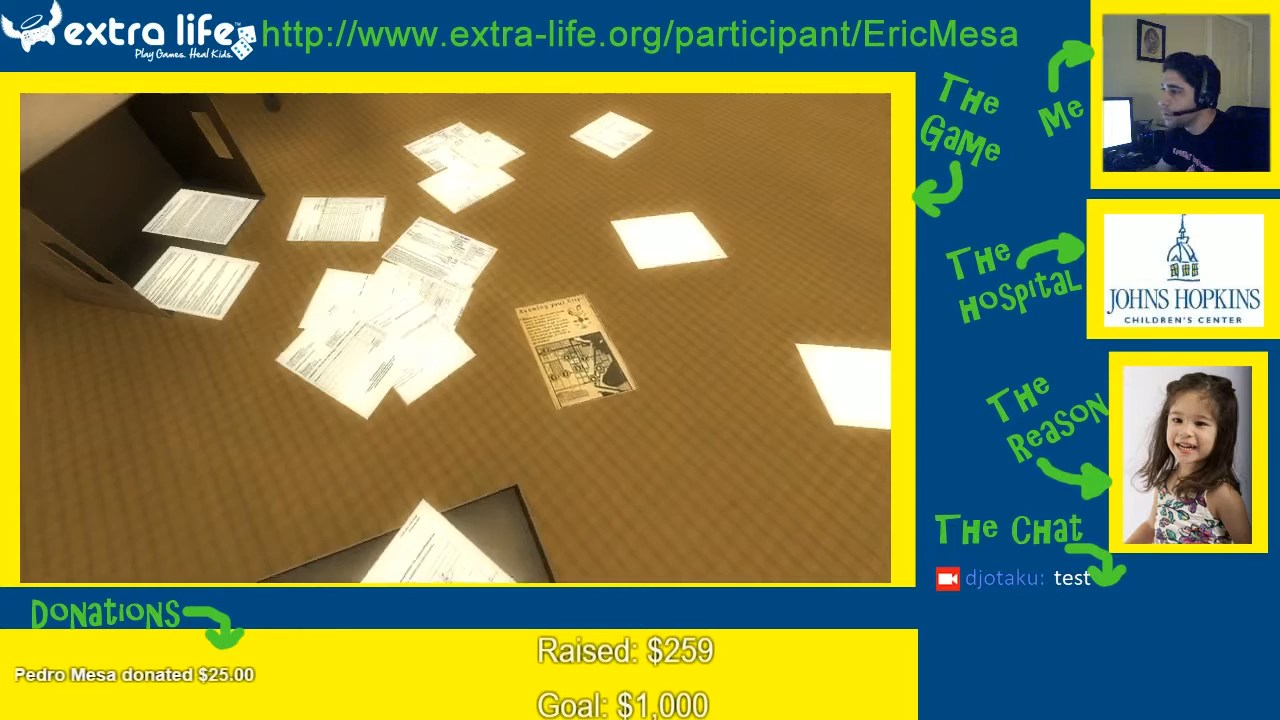 extra life
Play Games. Heal Kids.
http://www.extra-life.org/participant/EricMesa
THE GAME
ME
THE HOSPITAL
JOHNS HOPKINS
CHILDREN'S CENTER
THE REASON
THE CHAT
djotaku: test
DONATIONS
Pedro Mesa donated $25.00
Raised: $259
Goal: $1,000